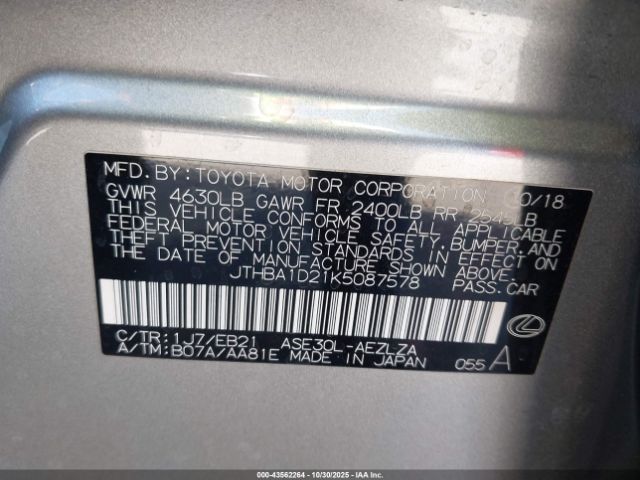 MFD. BY: TOYOTA MOTOR CORPORATION 10/18
GVWR 4630LB GAWR FR 2400LB RR 2545LB
THIS VEHICLE CONFORMS TO ALL APPLICABLE
FEDERAL MOTOR VEHICLE SAFETY, BUMPER, AND
THEFT PREVENTION STANDARDS IN EFFECT ON
THE DATE OF MANUFACTURE SHOWN ABOVE.
JTHBA1D21K5087578 PASS.CAR
C/TR: 1J7/EB21 ASE30L-AEZLZA
A/TM: B07A/AA81E MADE IN JAPAN 055 A
000-43562264 - 10/30/2025 - IAAI.COM